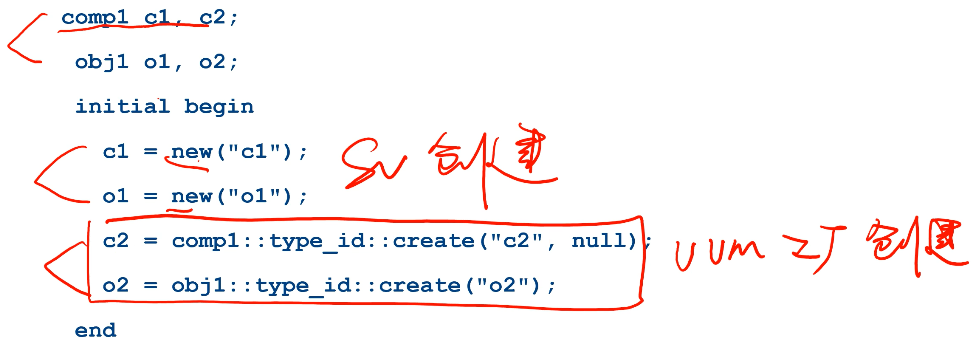 comp1 c1, c2;
obj1 o1, o2;
initial begin
c1 = new("c1");
SV 创建
o1 = new("o1");
c2 = comp1::type_id::create("c2", null);
UVM 工厂 创建
o2 = obj1::type_id::create("o2");
end